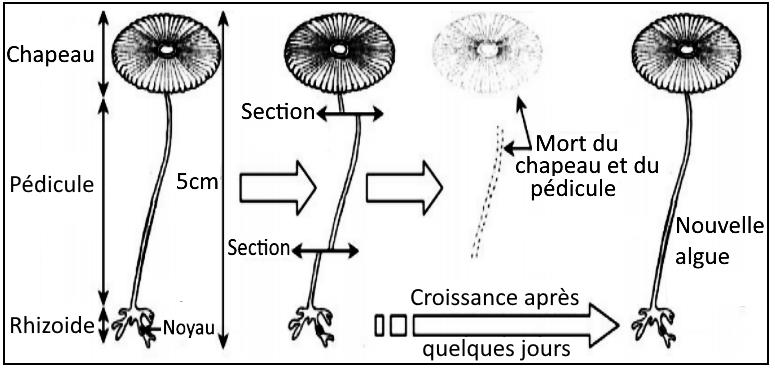 Chapeau
Pédicule
Rhizoide
Noyau
5cm
Section
Section
Mort du
chapeau et du
pédicule
Croissance après
quelques jours
Nouvelle
algue